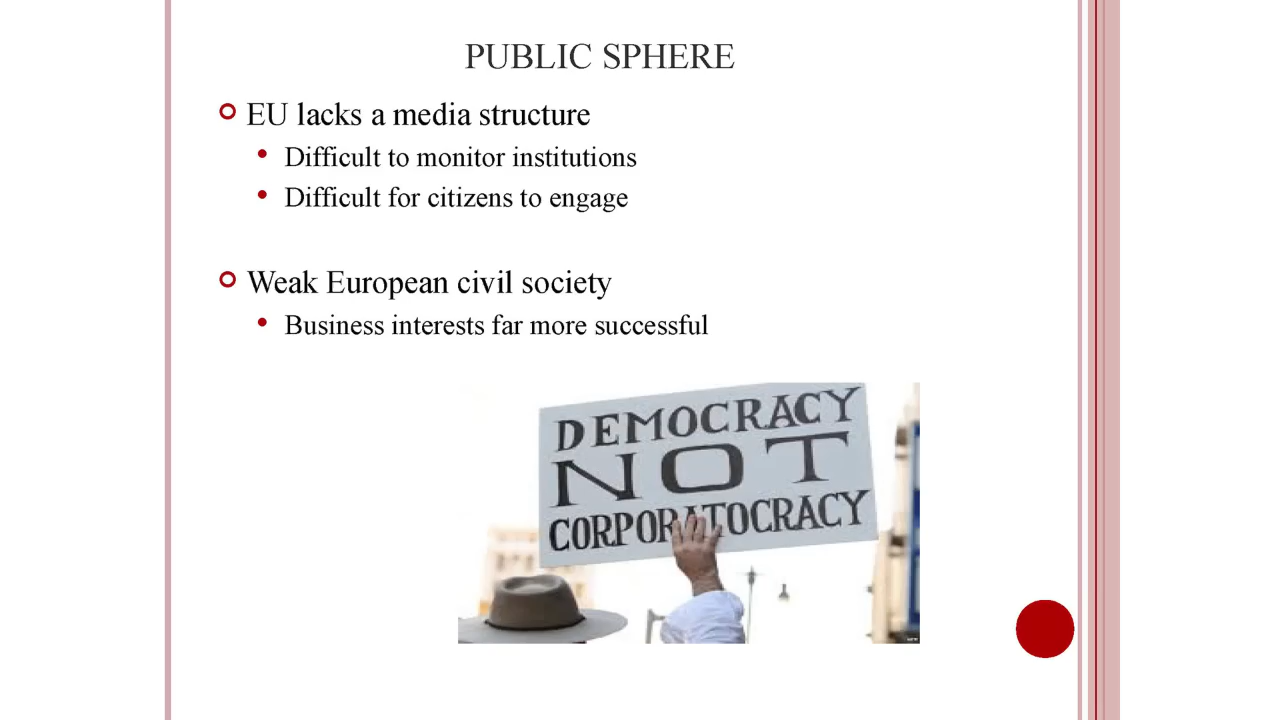 PUBLIC SPHERE
EU lacks a media structure
Difficult to monitor institutions
Difficult for citizens to engage
Weak European civil society
Business interests far more successful
DEMOCRACY
NOT
CORPORATOCRACY